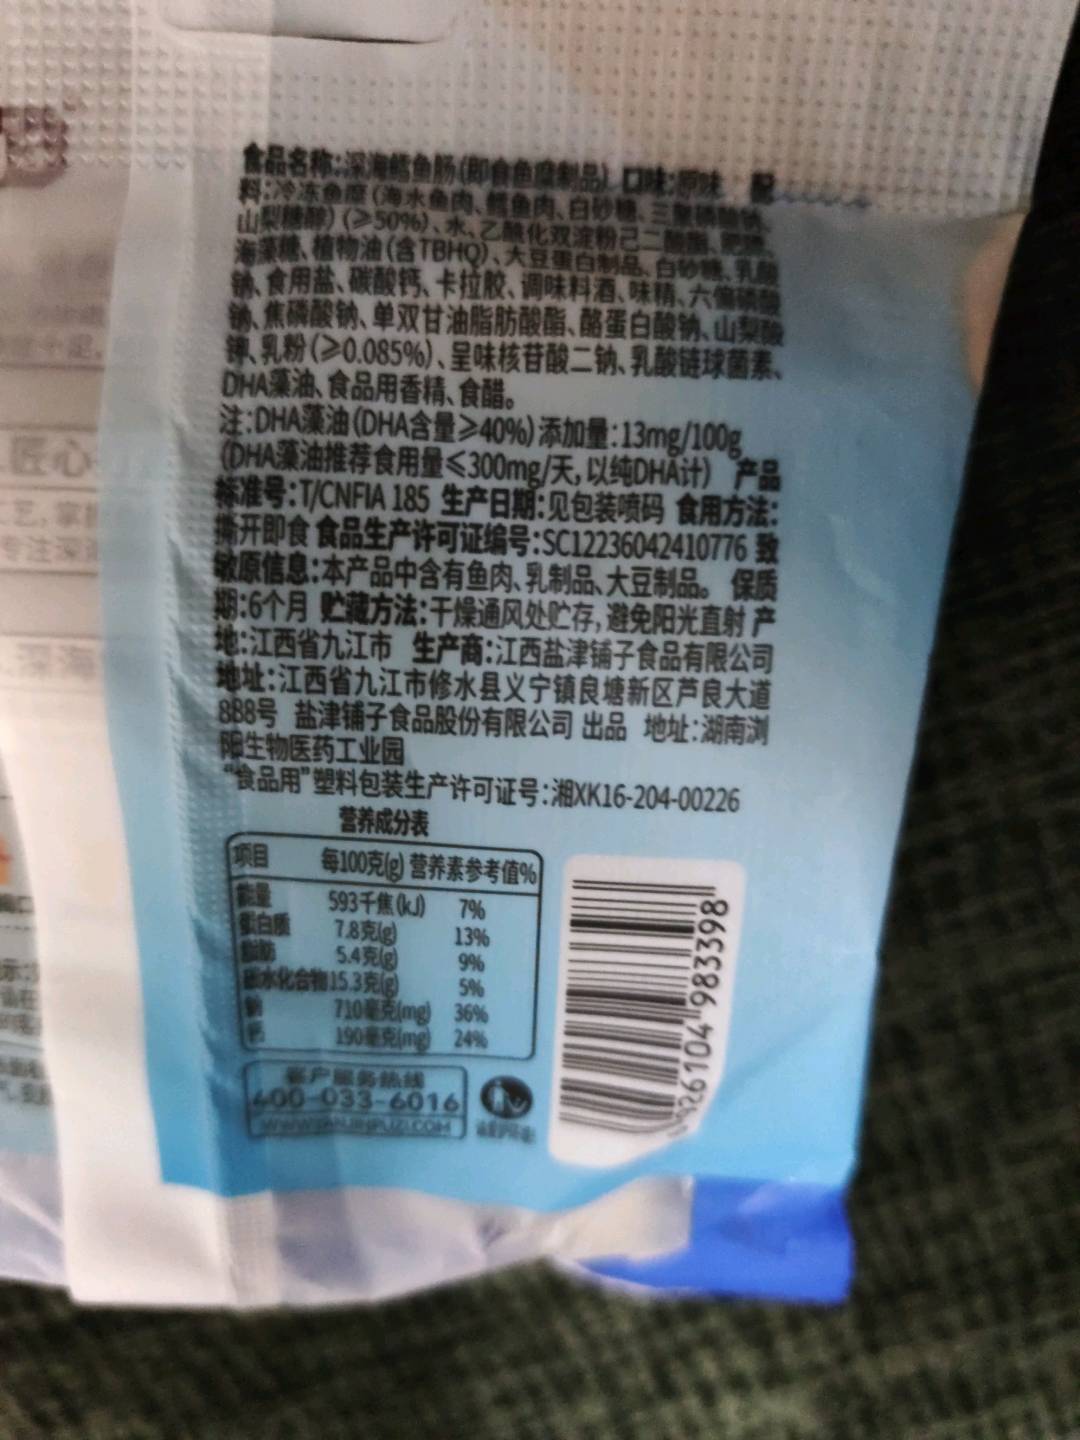 食品名称:深海鳕鱼肠(即食鱼糜制品) 口味:原味 配
料:冷冻鱼糜(海水鱼肉、鳕鱼肉、白砂糖、三聚磷酸钠、
山梨糖醇)(≥50%)、水、乙酰化双淀粉己二酸酯、
海藻糖、植物油(含TBHQ)、大豆蛋白制品、白砂糖、乳酸
钠、食用盐、碳酸钙、卡拉胶、调味料酒、味精、六偏磷酸
钠、焦磷酸钠、单双甘油脂肪酸酯、酪蛋白酸钠、山梨酸
钾、乳粉(≥0.085%)、呈味核苷酸二钠、乳酸链球菌素、
DHA藻油、食品用香精、食醋。
注:DHA藻油(DHA含量≥40%)添加量:13mg/100g
(DHA藻油推荐食用量≤300mg/天,以纯DHA计) 产品
标准号:T/CNFIA 185 生产日期:见包装喷码 食用方法:
撕开即食 食品生产许可证编号:SC12236042410776 致
敏原信息:本产品中含有鱼肉、乳制品、大豆制品。 保质
期:6个月 贮藏方法:干燥通风处贮存,避免阳光直射 产
地:江西省九江市 生产商:江西盐津铺子食品有限公司
地址:江西省九江市修水县义宁镇良塘新区芦良大道
888号 盐津铺子食品股份有限公司 出品 地址:湖南浏
阳生物医药工业园
“食品用”塑料包装生产许可证号:湘XK16-204-00226
营养成分表
项目 每100克(g) 营养素参考值%
能量 593千焦(kJ) 7%
蛋白质 7.8克(g) 13%
脂肪 5.4克(g) 9%
碳水化合物 15.3克(g) 5%
钠 710毫克(mg) 36%
钙 190毫克(mg) 24%
客户服务热线
400-033-6016
926104 983398
匠心
专注深
深海